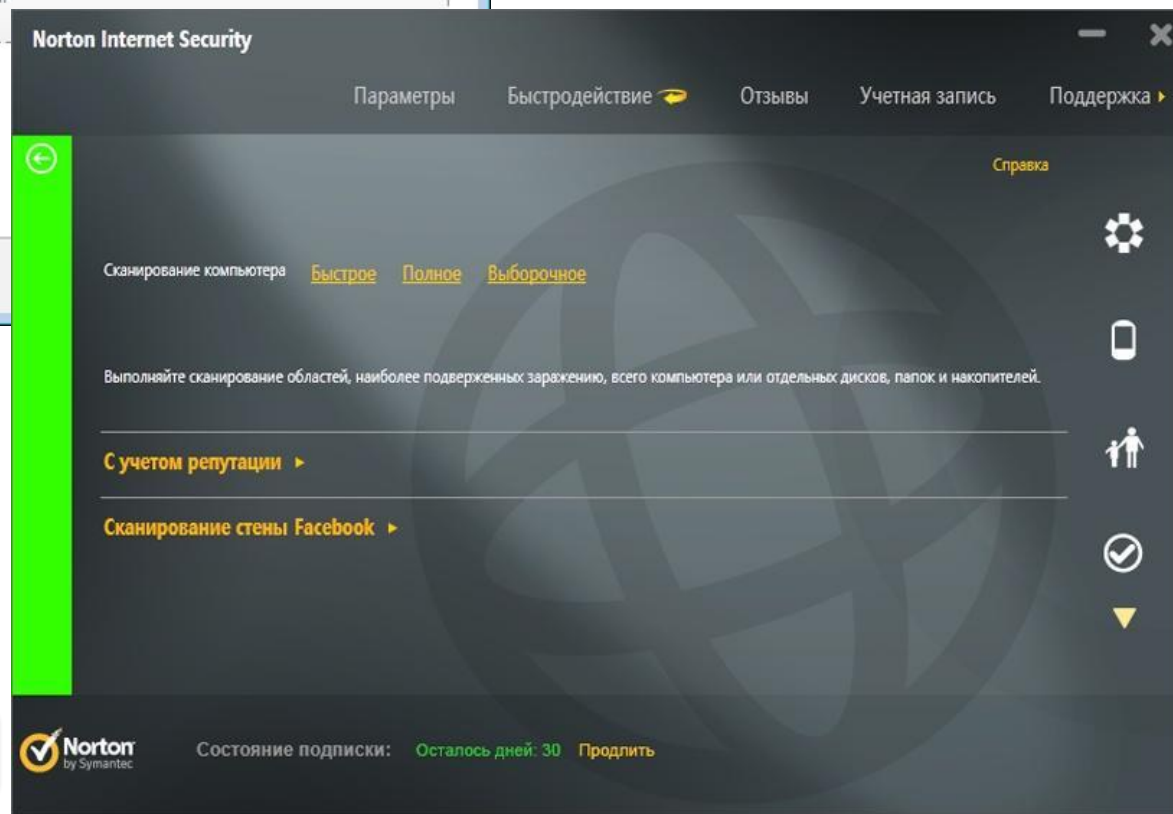 Norton Internet Security
Параметры Быстродействие Отзывы Учетная запись Поддержка
Справка
Сканирование компьютера Быстрое Полное Выборочное
Выполняйте сканирование областей, наиболее подверженных заражению, всего компьютера или отдельных дисков, папок и накопителей.
С учетом репутации
Сканирование стены Facebook
Norton
by Symantec
Состояние подписки: Осталось дней: 30 Продлить